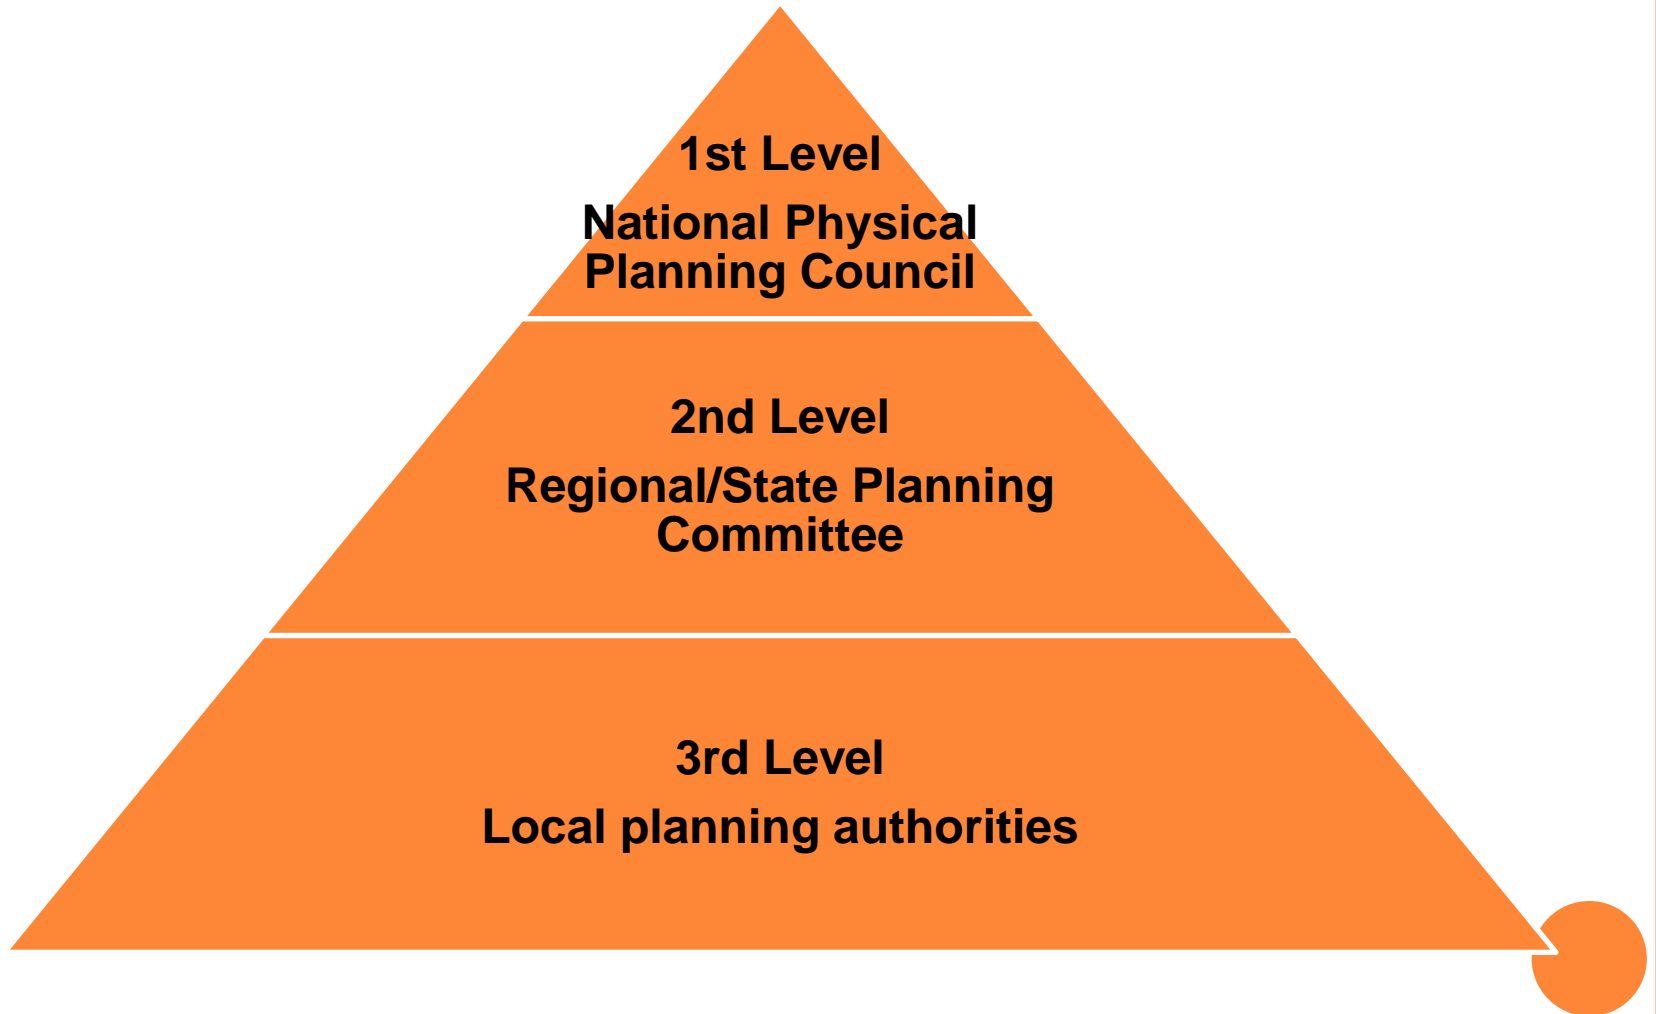 1st Level
National Physical
Planning Council
2nd Level
Regional/State Planning
Committee
3rd Level
Local planning authorities